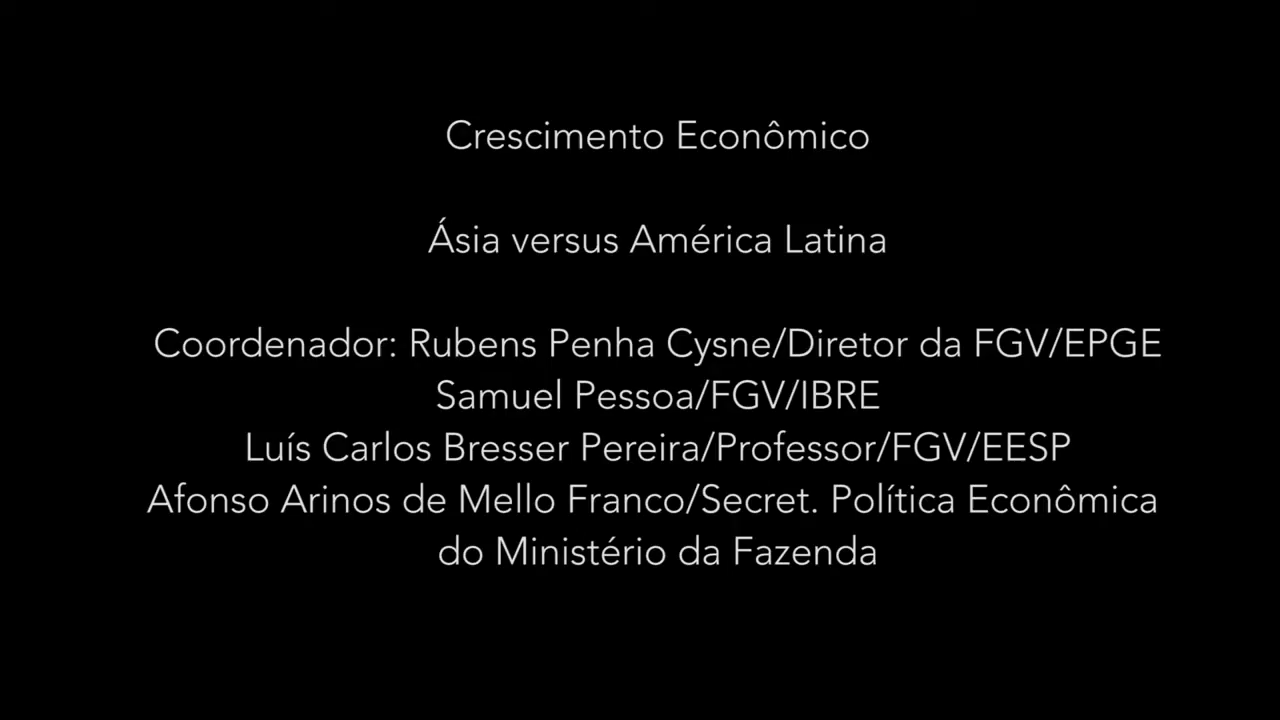 Crescimento Econômico
Ásia versus América Latina
Coordenador: Rubens Penha Cysne/Diretor da FGV/EPGE
Samuel Pessoa/FGV/IBRE
Luís Carlos Bresser Pereira/Professor/FGV/EESP
Afonso Arinos de Mello Franco/Secret. Política Econômica
do Ministério da Fazenda